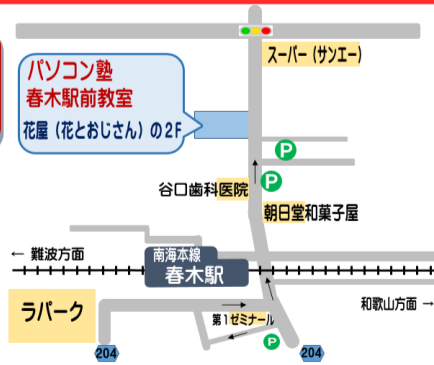 スーパー（サンエー）
パソコン塾
春木駅前教室
花屋（花とおじさん）の２F
P
谷口歯科医院
P
朝日堂和菓子屋
← 難波方面
南海本線
春木駅
ラパーク
和歌山方面 →
第１ゼミナール
P
204
204